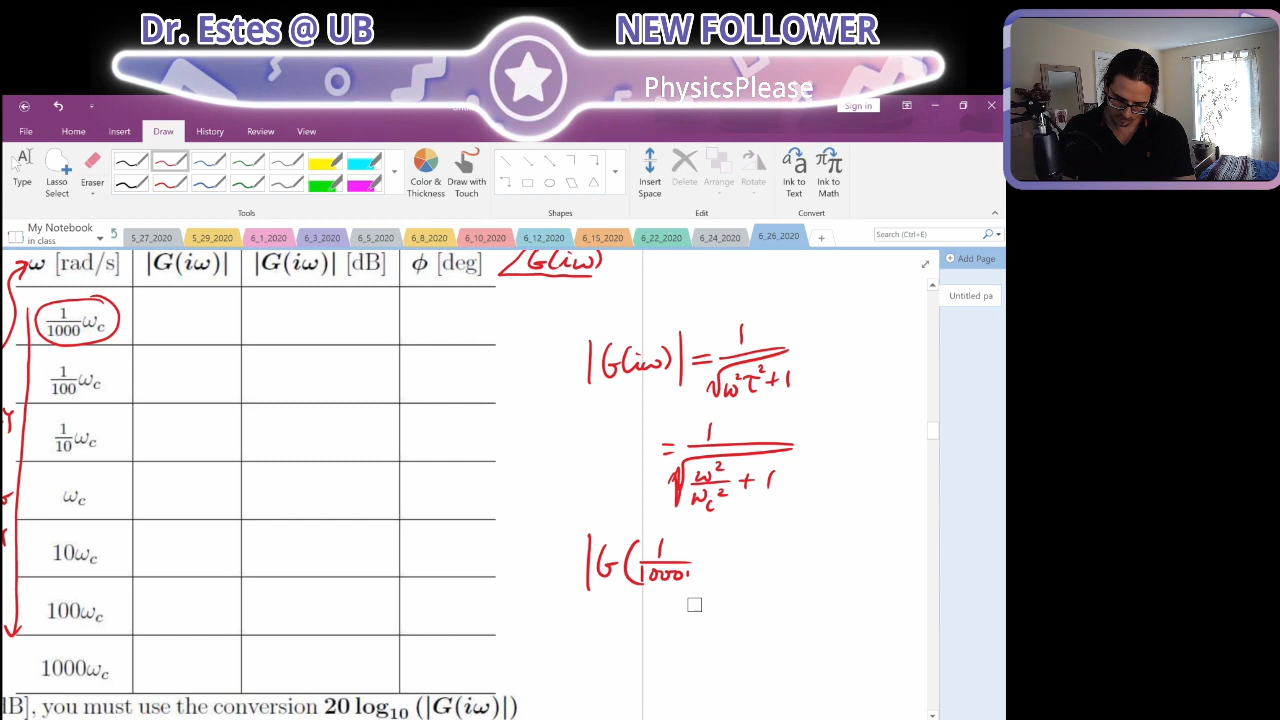 Dr. Estes @ UB
NEW FOLLOWER
PhysicsPlease
Sign in
File Home Insert Draw History Review View
Type
Lasso Select
Eraser
Color & Thickness
Draw with Touch
Insert Space
Delete
Arrange
Rotate
Ink to Text
Ink to Math
Tools
Shapes
Edit
Convert
My Notebook
in class
5_27_2020 5_29_2020 6_1_2020 6_3_2020 6_5_2020 6_8_2020 6_10_2020 6_12_2020 6_15_2020 6_22_2020 6_24_2020 6_26_2020
Search (Ctrl+E)
Add Page
Untitled pa
ω [rad/s] |G(iω)| |G(iω)| [dB] φ [deg] ∠G(iω)
1/1000 ω_c
1/100 ω_c
1/10 ω_c
ω_c
10ω_c
100ω_c
1000ω_c
|G(iω)| = 1/√(ω²τ²+1)
= 1/√(ω²/ω_c² + 1)
|G(1/1000
dB], you must use the conversion 20 log₁₀ (|G(iω)|)